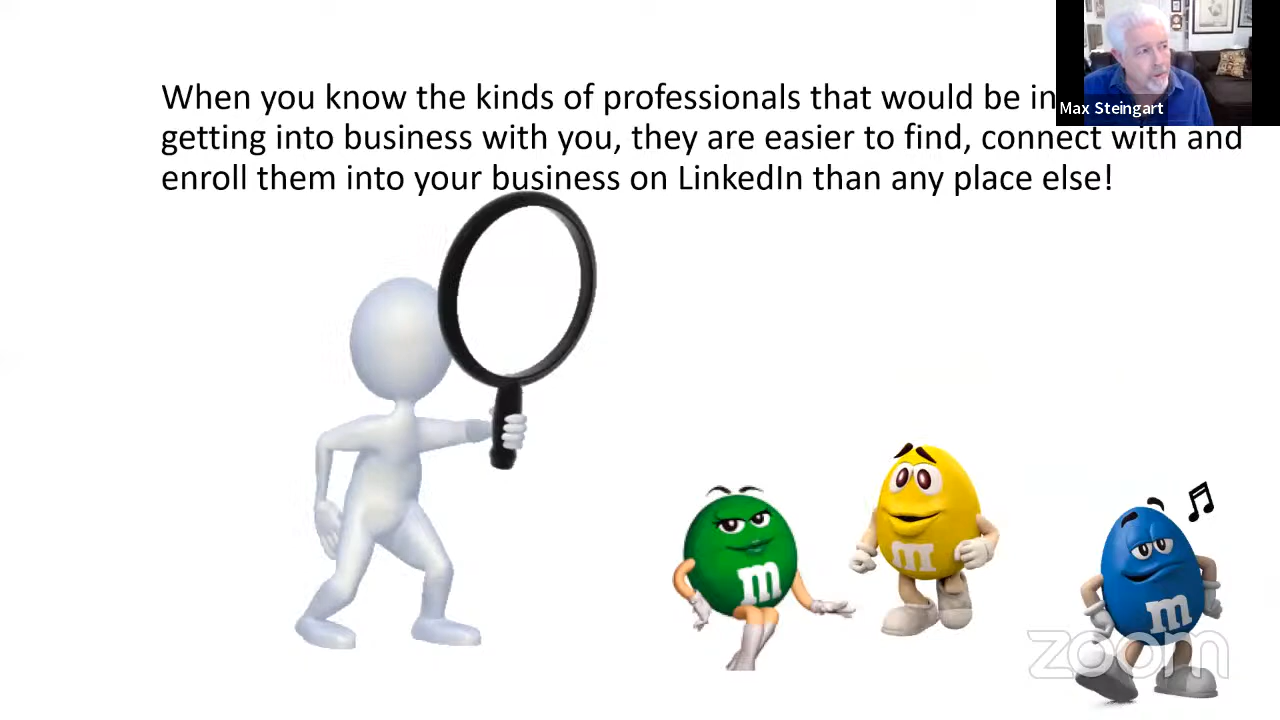 When you know the kinds of professionals that would be in
Max Steingart
getting into business with you, they are easier to find, connect with and
enroll them into your business on LinkedIn than any place else!
m
m
m
zoom